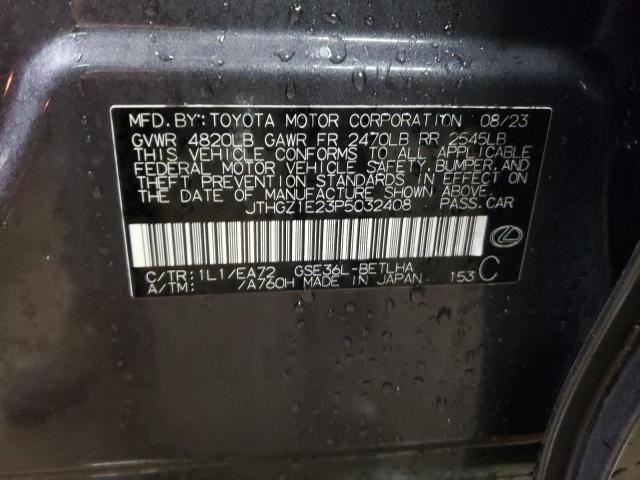 MFD. BY: TOYOTA MOTOR CORPORATION 08/23
GVWR 4820LB GAWR FR 2470LB RR 2645LB
THIS VEHICLE CONFORMS TO ALL APPLICABLE
FEDERAL MOTOR VEHICLE SAFETY, BUMPER, AND
THEFT PREVENTION STANDARDS IN EFFECT ON
THE DATE OF MANUFACTURE SHOWN ABOVE.
JTHGZ1E23P5032408 PASS.CAR
C/TR: 1L1/EA72 GSE36L-BETLHA
A/TM: /A760H MADE IN JAPAN 153 C